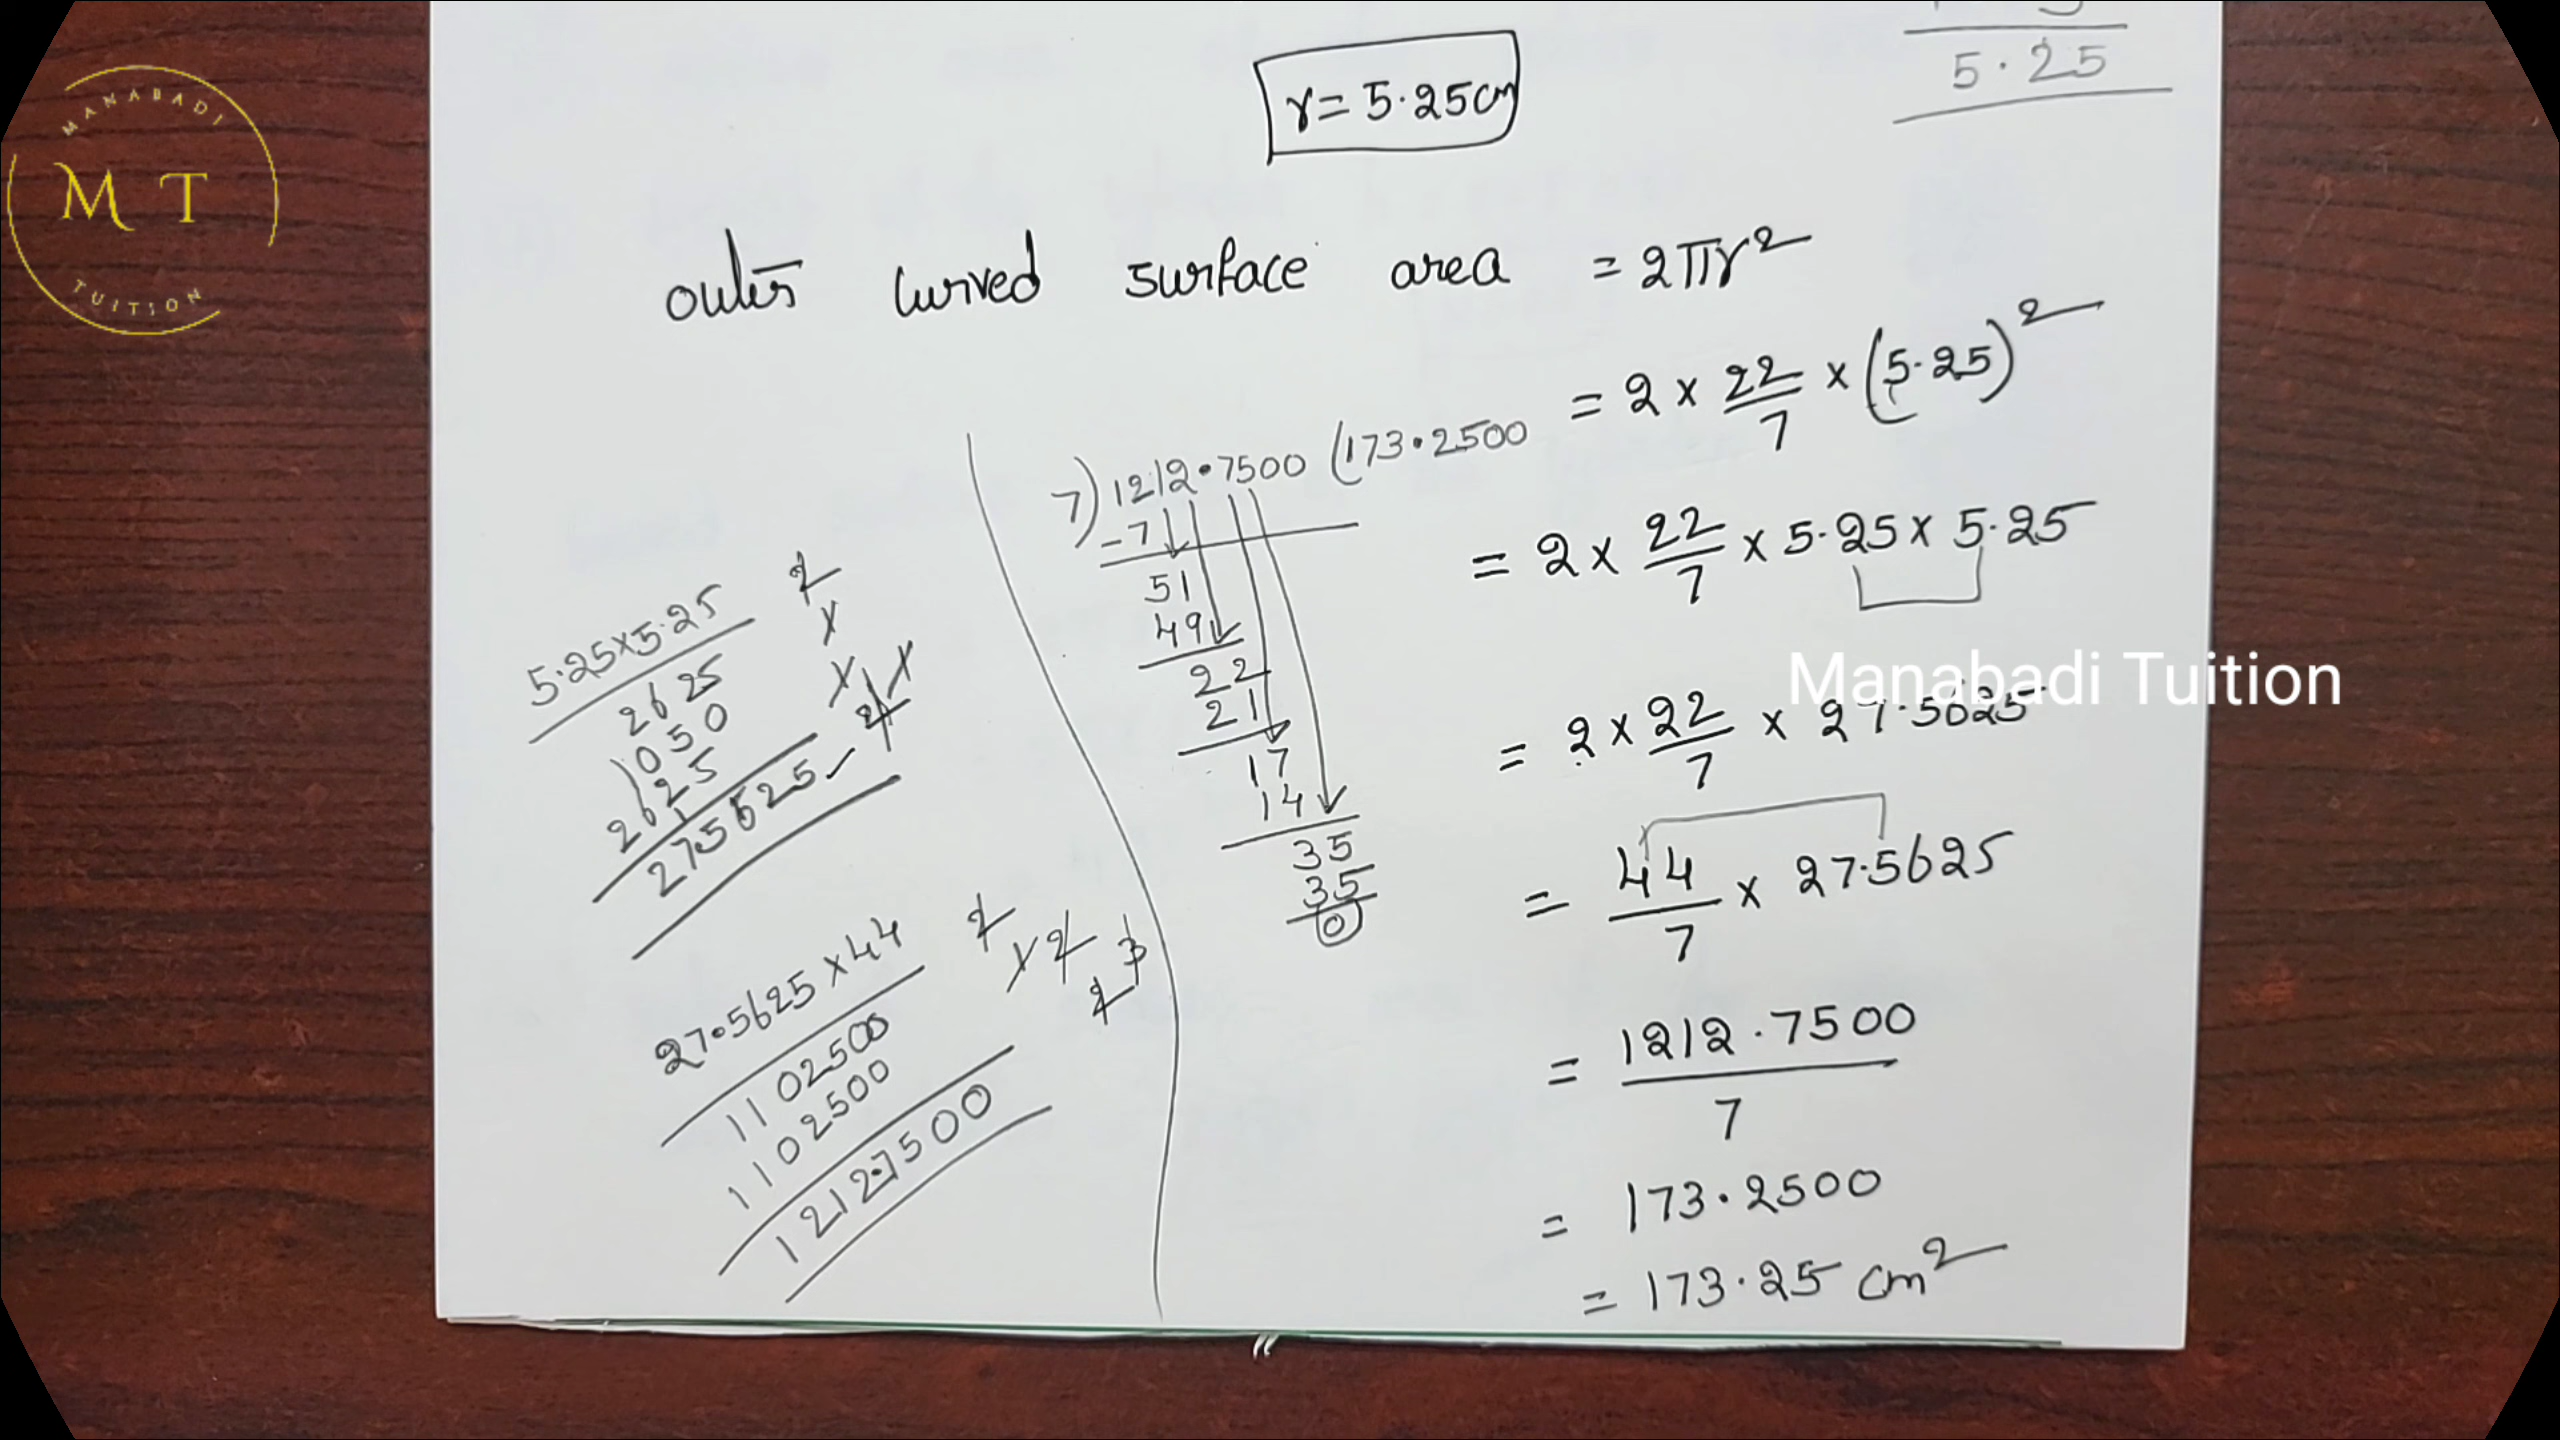 MANABADI
M T
TUITION
5.25
r = 5.25cm
outer curved surface area = 2πr²
= 2 × 22/7 × (5.25)²
= 2 × 22/7 × 5.25 × 5.25
Manabadi Tuition
= 2 × 22/7 × 27.5625
= 44/7 × 27.5625
= 1212.7500/7
= 173.2500
= 173.25 cm²
7) 1212.7500 (173.2500
-7
51
49
22
21
17
14
35
35
0
5.25×5.25
2625
1050
2625
275625
27.5625×44
1102500
1102500
1212.7500